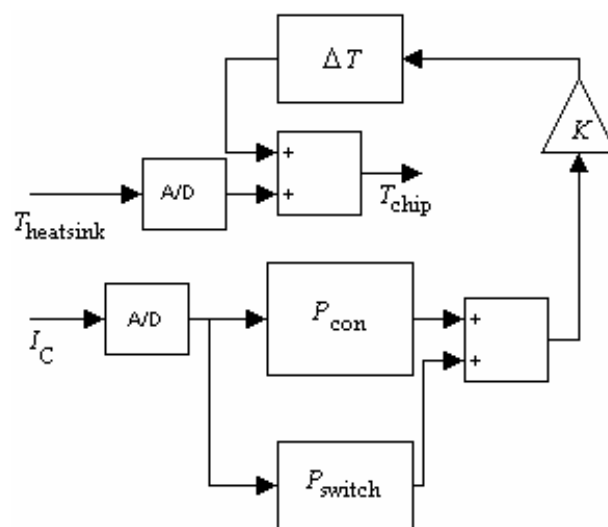 ΔT
K
+
A/D
+
T_chip
T_heatsink
A/D
P_con
+
I_C
+
P_switch